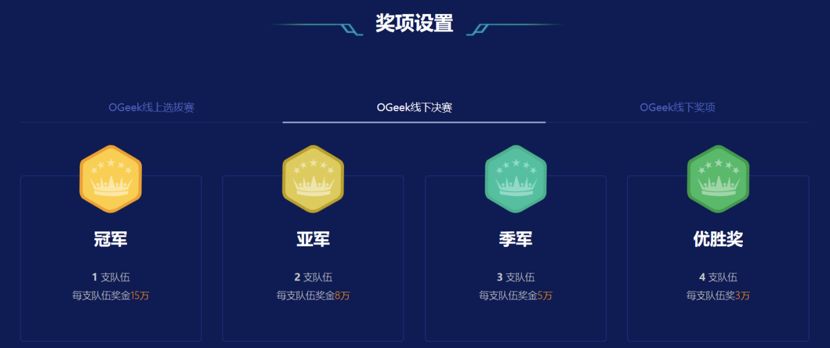 奖项设置
OGeek线上选拔赛
OGeek线下决赛
OGeek线下奖项
冠军
1 支队伍
每支队伍奖金15万
亚军
2 支队伍
每支队伍奖金8万
季军
3 支队伍
每支队伍奖金5万
优胜奖
4 支队伍
每支队伍奖3万